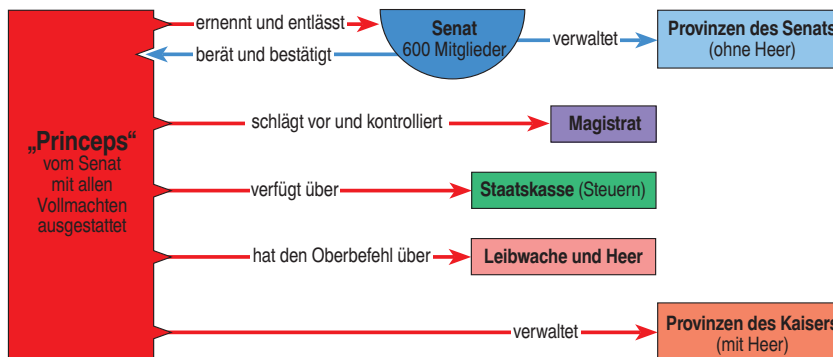 ernennt und entlässt
Senat
600 Mitglieder
berät und bestätigt
verwaltet
Provinzen des Senats
(ohne Heer)
„Princeps“
vom Senat
mit allen
Vollmachten
ausgestattet
schlägt vor und kontrolliert
Magistrat
verfügt über
Staatskasse (Steuern)
hat den Oberbefehl über
Leibwache und Heer
verwaltet
Provinzen des Kaisers
(mit Heer)